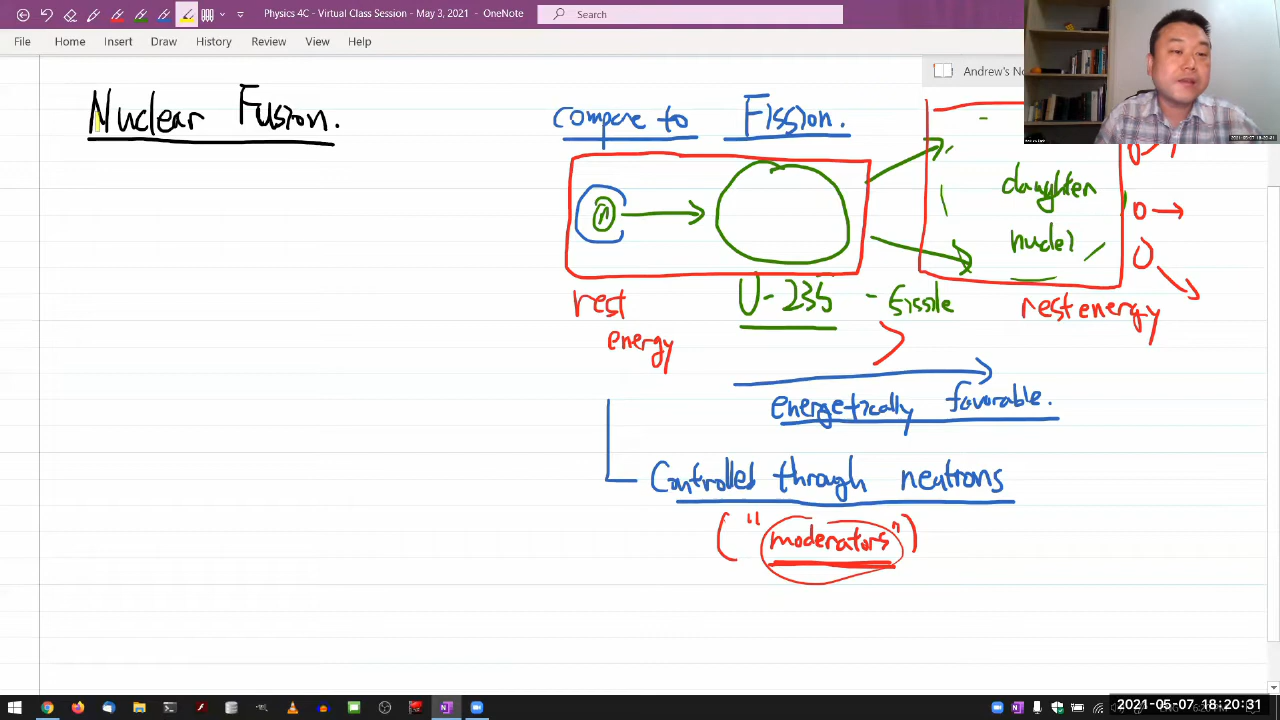 Physics 4C - Virtual Class Session - May 3, 2021 - OneNote
Search
File Home Insert Draw History Review View Help
Andrew's No
Nuclear Fusion.
compare to Fission.
n
daughter
nuclei
U-235 - fissile
rest
energy
rest energy
>
energetically favorable.
Controlled through neutrons
("moderators")
2021-05-07 18:20:31